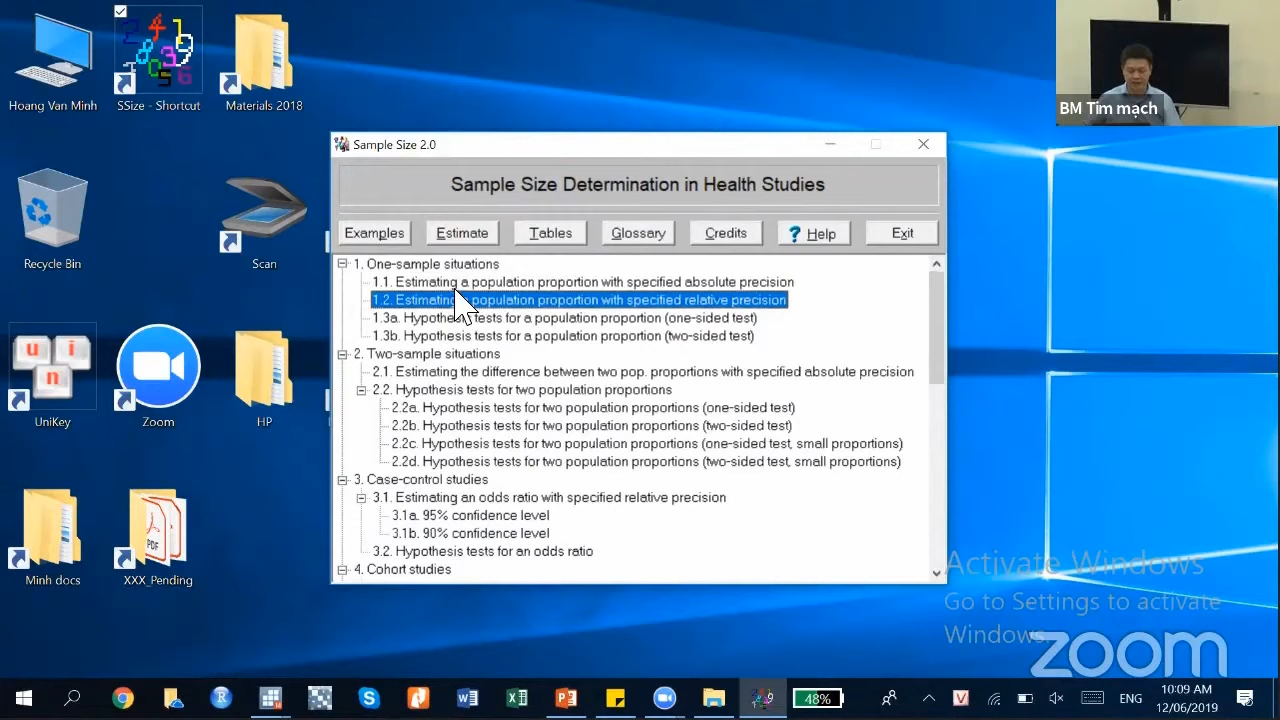 Hoang Van Minh
SSize - Shortcut
Materials 2018
Recycle Bin
Scan
u i
n
UniKey
Zoom
HP
PDF
Minh docs
XXX_Pending
BM Tim mạch
Sample Size 2.0
Sample Size Determination in Health Studies
Examples Estimate Tables Glossary Credits ? Help Exit
1. One-sample situations
1.1. Estimating a population proportion with specified absolute precision
1.2. Estimating population proportion with specified relative precision
1.3a. Hypothesis tests for a population proportion (one-sided test)
1.3b. Hypothesis tests for a population proportion (two-sided test)
2. Two-sample situations
2.1. Estimating the difference between two pop. proportions with specified absolute precision
2.2. Hypothesis tests for two population proportions
2.2a. Hypothesis tests for two population proportions (one-sided test)
2.2b. Hypothesis tests for two population proportions (two-sided test)
2.2c. Hypothesis tests for two population proportions (one-sided test, small proportions)
2.2d. Hypothesis tests for two population proportions (two-sided test, small proportions)
3. Case-control studies
3.1. Estimating an odds ratio with specified relative precision
3.1a. 95% confidence level
3.1b. 90% confidence level
3.2. Hypothesis tests for an odds ratio
4. Cohort studies
Activate Windows
Go to Settings to activate
Windows.
zoom
48%
ENG
10:09 AM
12/06/2019